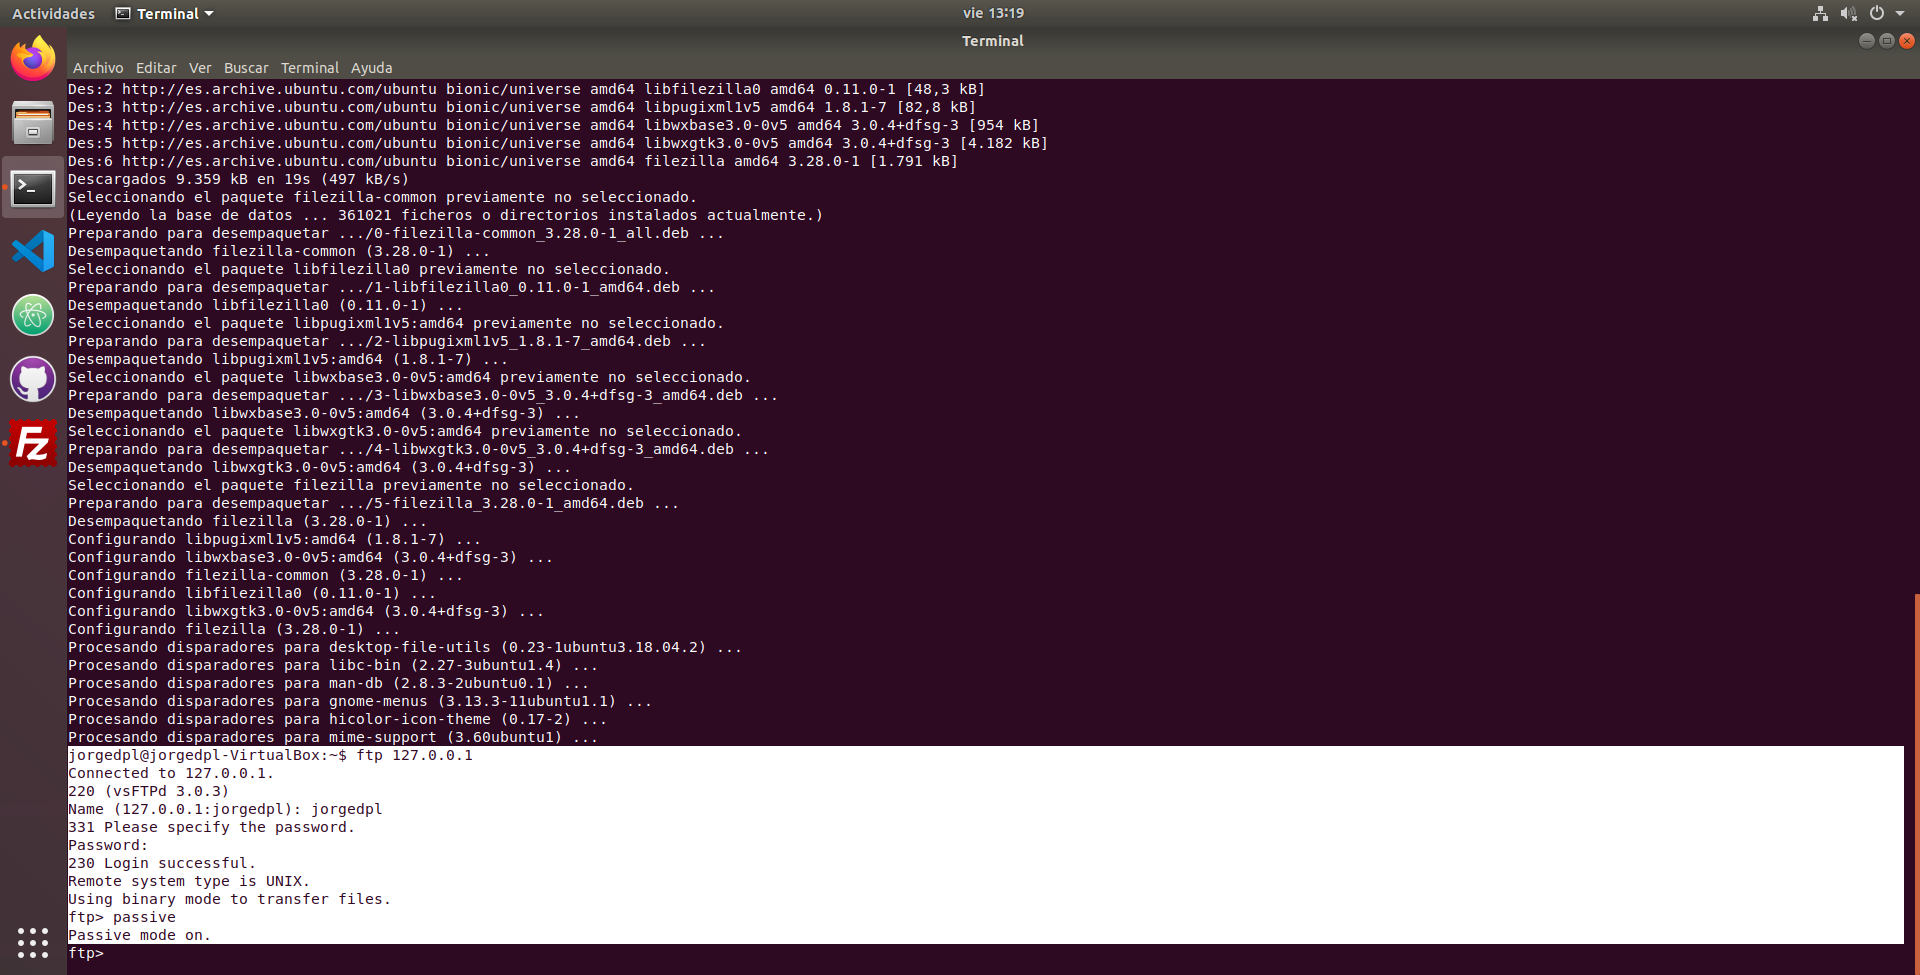 Actividades Terminal vie 13:19
Terminal
Archivo Editar Ver Buscar Terminal Ayuda
Des:2 http://es.archive.ubuntu.com/ubuntu bionic/universe amd64 libfilezilla0 amd64 0.11.0-1 [48,3 kB]
Des:3 http://es.archive.ubuntu.com/ubuntu bionic/universe amd64 libpugixml1v5 amd64 1.8.1-7 [82,8 kB]
Des:4 http://es.archive.ubuntu.com/ubuntu bionic/universe amd64 libwxbase3.0-0v5 amd64 3.0.4+dfsg-3 [954 kB]
Des:5 http://es.archive.ubuntu.com/ubuntu bionic/universe amd64 libwxgtk3.0-0v5 amd64 3.0.4+dfsg-3 [4.182 kB]
Des:6 http://es.archive.ubuntu.com/ubuntu bionic/universe amd64 filezilla amd64 3.28.0-1 [1.791 kB]
Descargados 9.359 kB en 19s (497 kB/s)
Seleccionando el paquete filezilla-common previamente no seleccionado.
(Leyendo la base de datos ... 361021 ficheros o directorios instalados actualmente.)
Preparando para desempaquetar .../0-filezilla-common_3.28.0-1_all.deb ...
Desempaquetando filezilla-common (3.28.0-1) ...
Seleccionando el paquete libfilezilla0 previamente no seleccionado.
Preparando para desempaquetar .../1-libfilezilla0_0.11.0-1_amd64.deb ...
Desempaquetando libfilezilla0 (0.11.0-1) ...
Seleccionando el paquete libpugixml1v5:amd64 previamente no seleccionado.
Preparando para desempaquetar .../2-libpugixml1v5_1.8.1-7_amd64.deb ...
Desempaquetando libpugixml1v5:amd64 (1.8.1-7) ...
Seleccionando el paquete libwxbase3.0-0v5:amd64 previamente no seleccionado.
Preparando para desempaquetar .../3-libwxbase3.0-0v5_3.0.4+dfsg-3_amd64.deb ...
Desempaquetando libwxbase3.0-0v5:amd64 (3.0.4+dfsg-3) ...
Seleccionando el paquete libwxgtk3.0-0v5:amd64 previamente no seleccionado.
Preparando para desempaquetar .../4-libwxgtk3.0-0v5_3.0.4+dfsg-3_amd64.deb ...
Desempaquetando libwxgtk3.0-0v5:amd64 (3.0.4+dfsg-3) ...
Seleccionando el paquete filezilla previamente no seleccionado.
Preparando para desempaquetar .../5-filezilla_3.28.0-1_amd64.deb ...
Desempaquetando filezilla (3.28.0-1) ...
Configurando libpugixml1v5:amd64 (1.8.1-7) ...
Configurando libwxbase3.0-0v5:amd64 (3.0.4+dfsg-3) ...
Configurando filezilla-common (3.28.0-1) ...
Configurando libfilezilla0 (0.11.0-1) ...
Configurando libwxgtk3.0-0v5:amd64 (3.0.4+dfsg-3) ...
Configurando filezilla (3.28.0-1) ...
Procesando disparadores para desktop-file-utils (0.23-1ubuntu3.18.04.2) ...
Procesando disparadores para libc-bin (2.27-3ubuntu1.4) ...
Procesando disparadores para man-db (2.8.3-2ubuntu0.1) ...
Procesando disparadores para gnome-menus (3.13.3-11ubuntu1.1) ...
Procesando disparadores para hicolor-icon-theme (0.17-2) ...
Procesando disparadores para mime-support (3.60ubuntu1) ...
jorgedpl@jorgedpl-VirtualBox:~$ ftp 127.0.0.1
Connected to 127.0.0.1.
220 (vsFTPd 3.0.3)
Name (127.0.0.1:jorgedpl): jorgedpl
331 Please specify the password.
Password:
230 Login successful.
Remote system type is UNIX.
Using binary mode to transfer files.
ftp> passive
Passive mode on.
ftp>
Fz